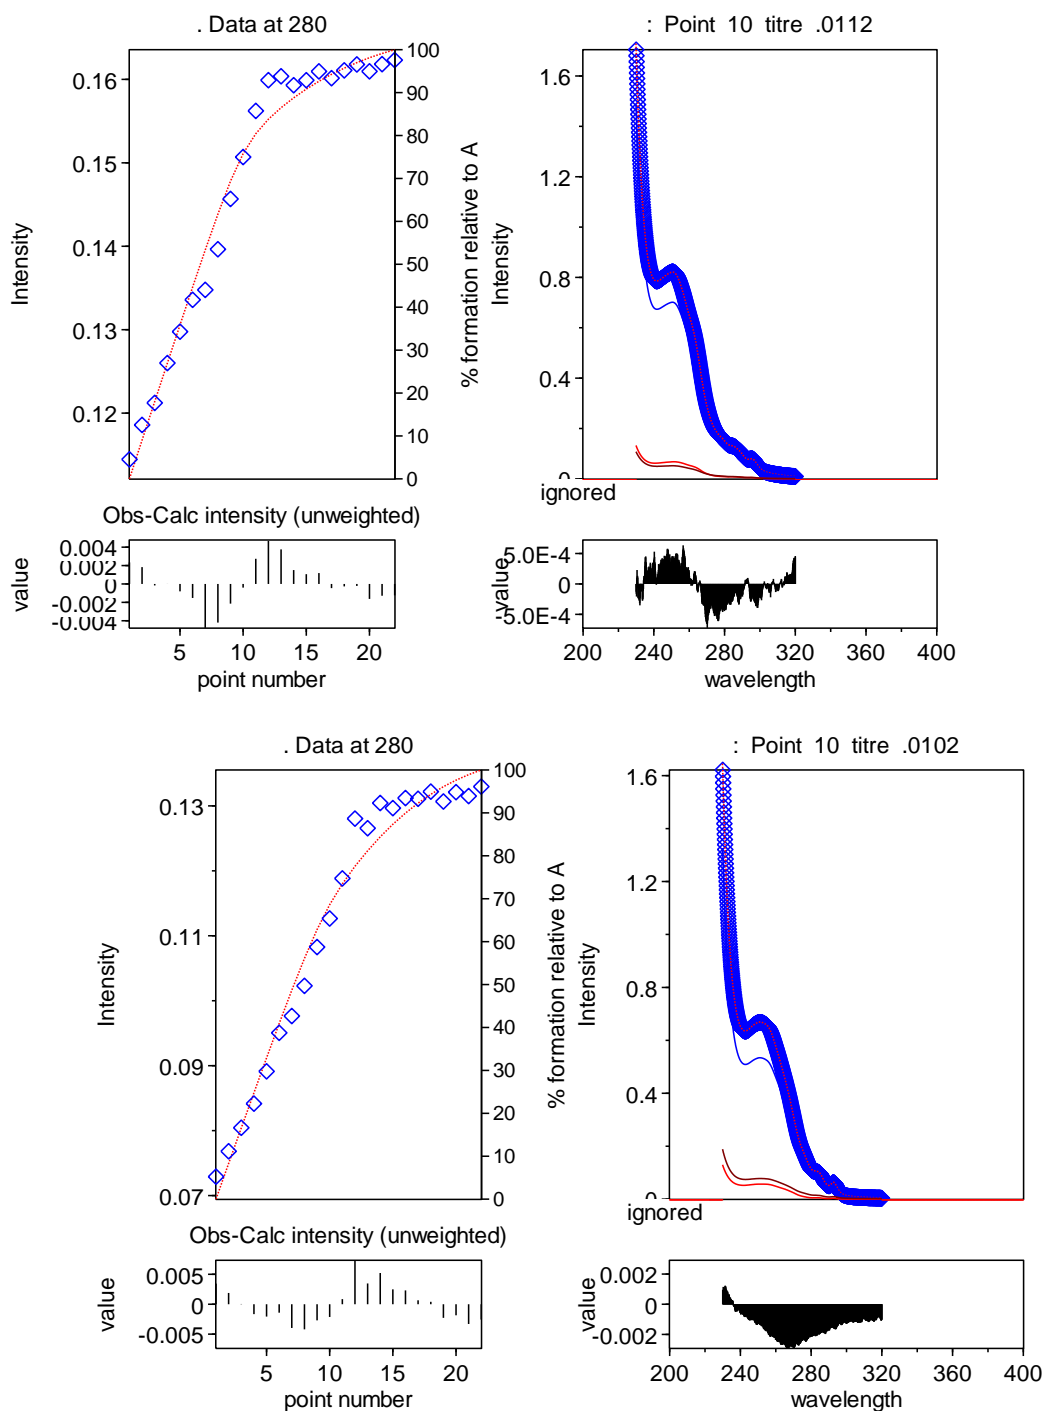 . Data at 280
: Point 10 titre .0112
0.16
0.15
0.14
0.13
0.12
Intensity
100
90
80
70
60
50
40
30
20
10
0
% formation relative to A
1.6
1.2
0.8
0.4
0
Intensity
ignored
Obs-Calc intensity (unweighted)
0.004
0.002
0
-0.002
-0.004
value
5 10 15 20
point number
5.0E-4
0
-5.0E-4
value
200 240 280 320 360 400
wavelength
. Data at 280
: Point 10 titre .0102
0.13
0.11
0.09
0.07
Intensity
100
90
80
70
60
50
40
30
20
10
0
% formation relative to A
1.6
1.2
0.8
0.4
0
Intensity
ignored
Obs-Calc intensity (unweighted)
0.005
0
-0.005
value
5 10 15 20
point number
0.002
0
-0.002
value
200 240 280 320 360 400
wavelength